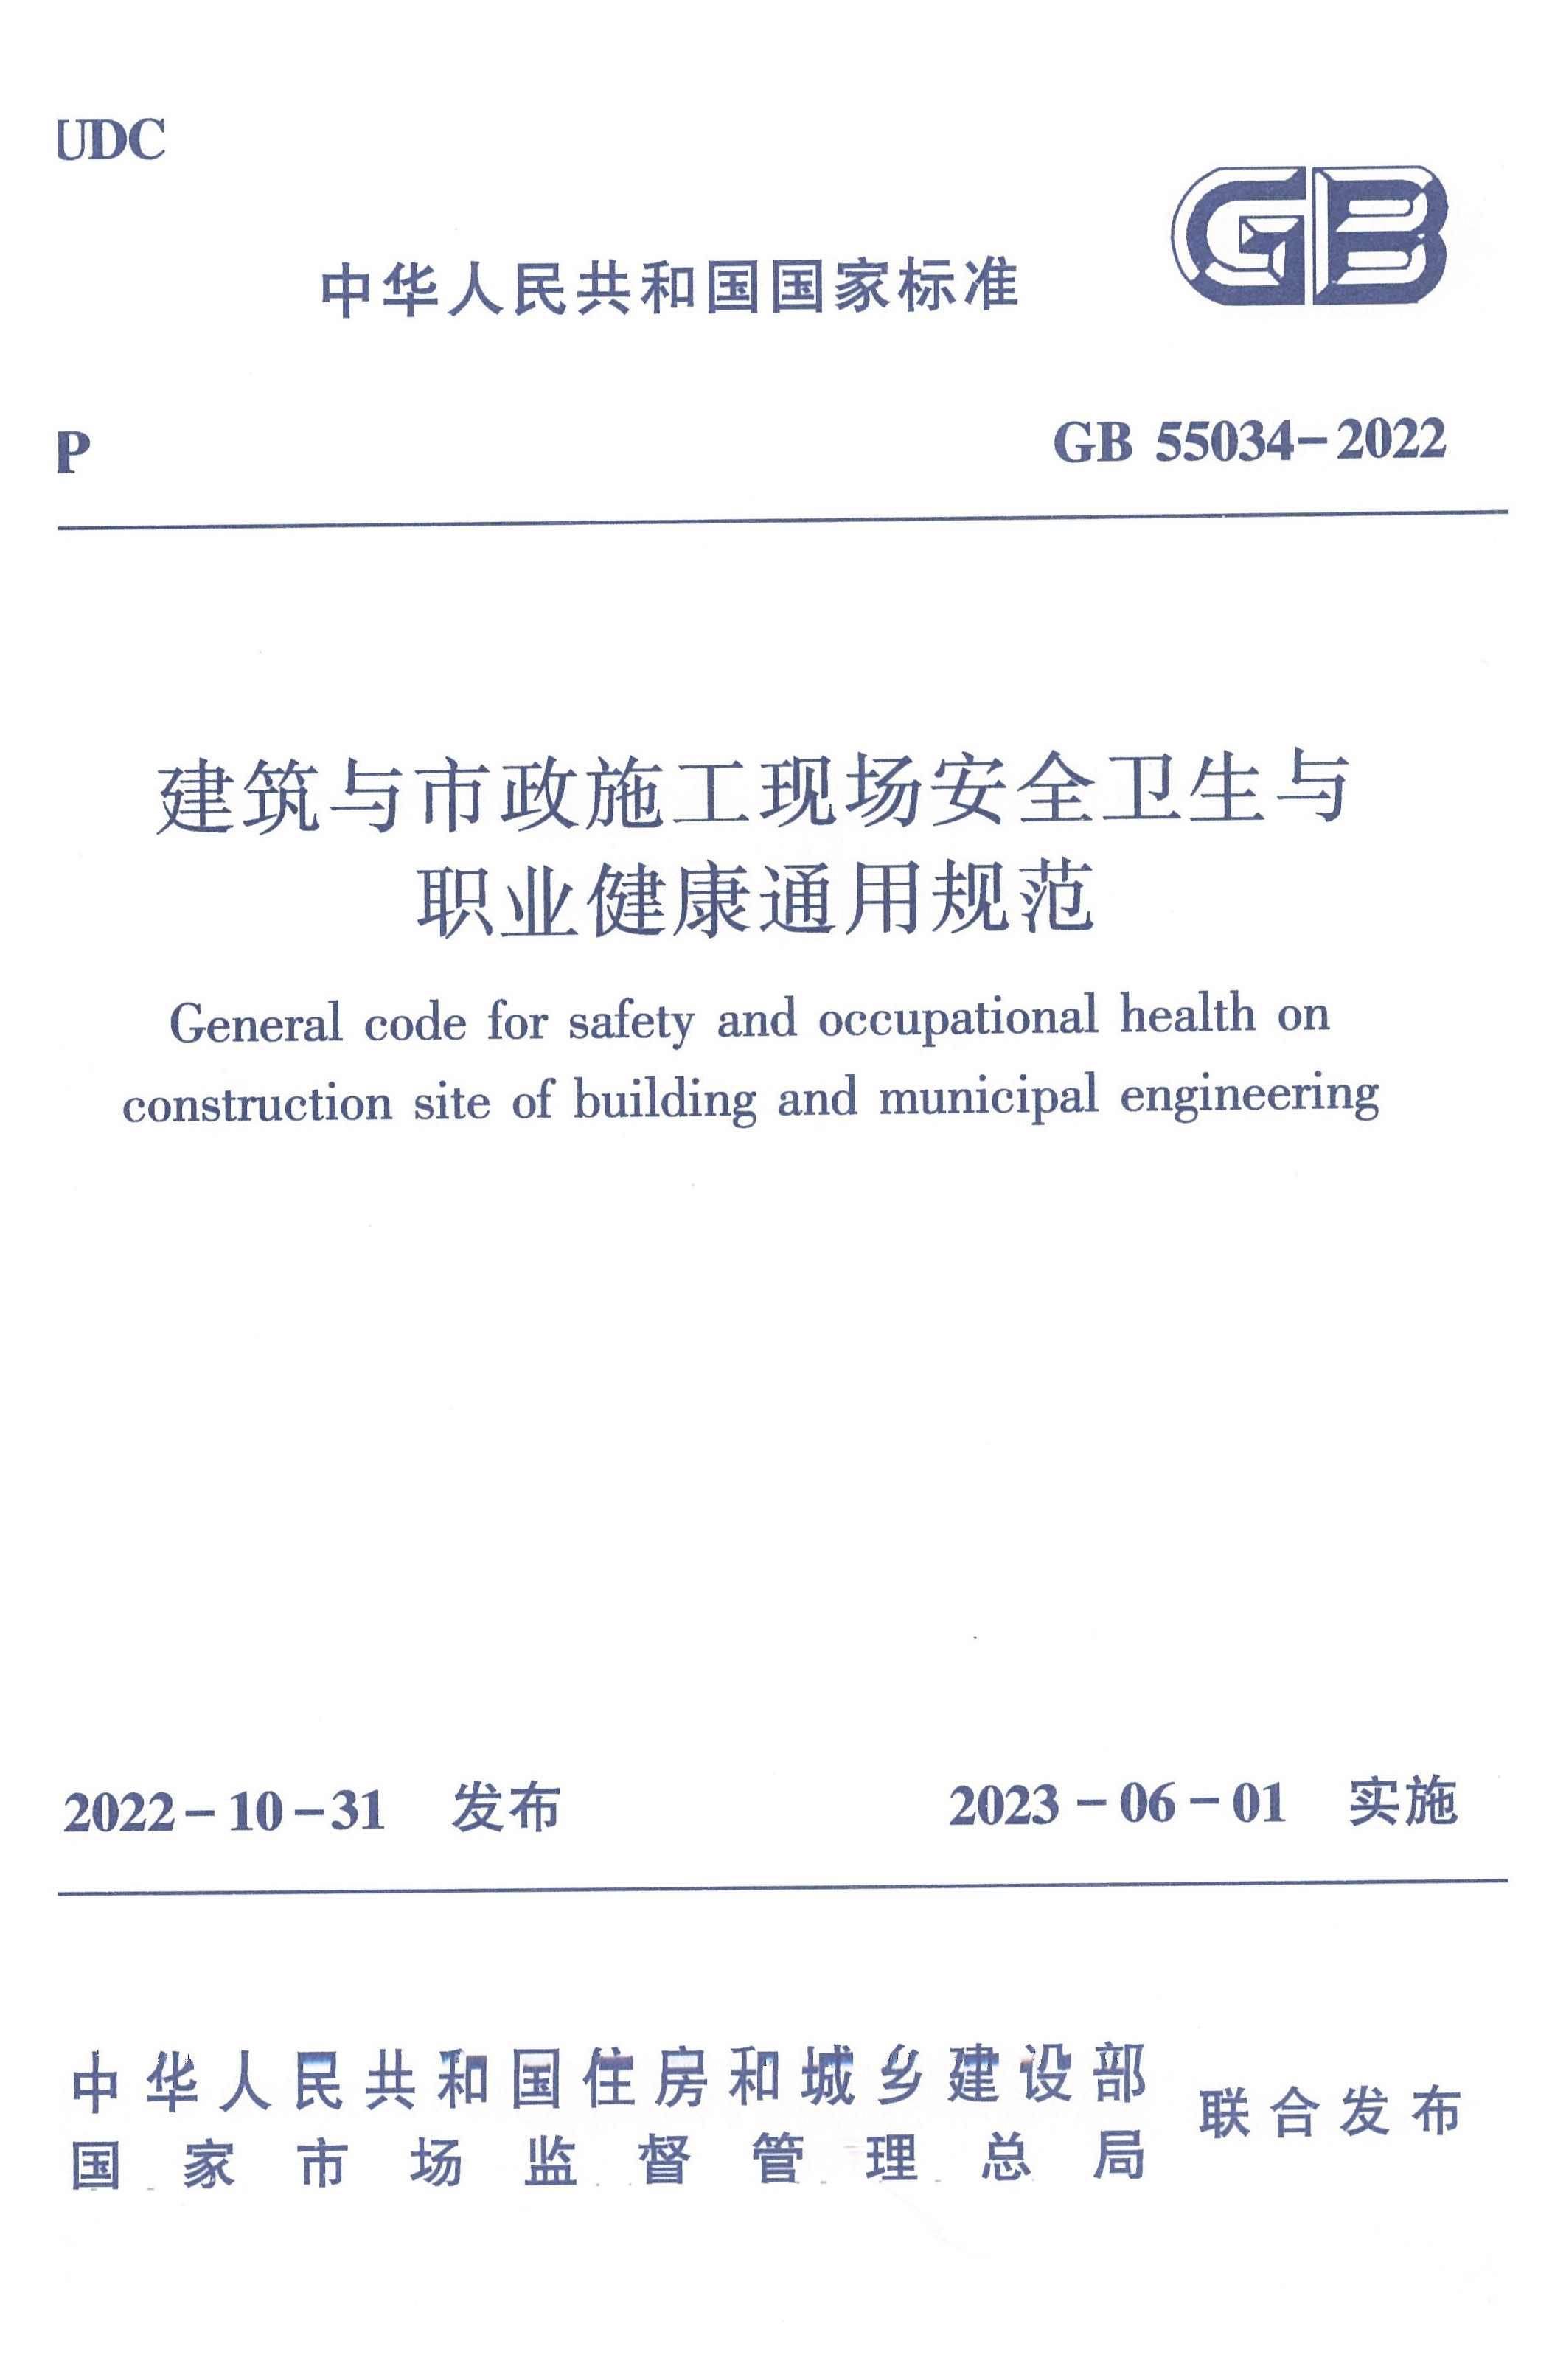 UDC
GB
中华人民共和国国家标准
P
GB 55034-2022
建筑与市政施工现场安全卫生与
职业健康通用规范
General code for safety and occupational health on
construction site of building and municipal engineering
2022-10-31 发布
2023-06-01 实施
中华人民共和国住房和城乡建设部
国家市场监督管理总局
联合发布